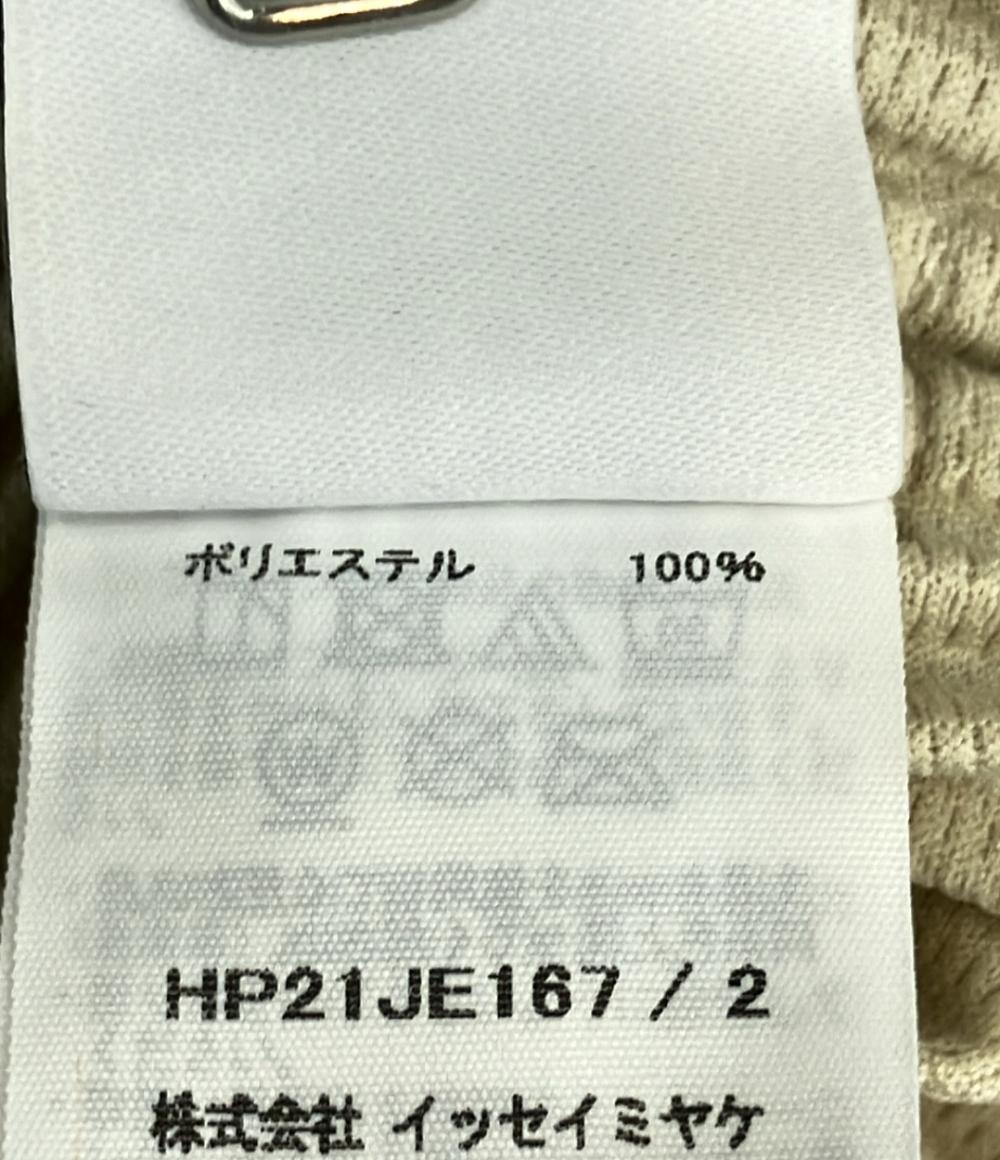 ポリエステル 100%
HP21JE167 / 2
株式会社 イッセイミヤケ